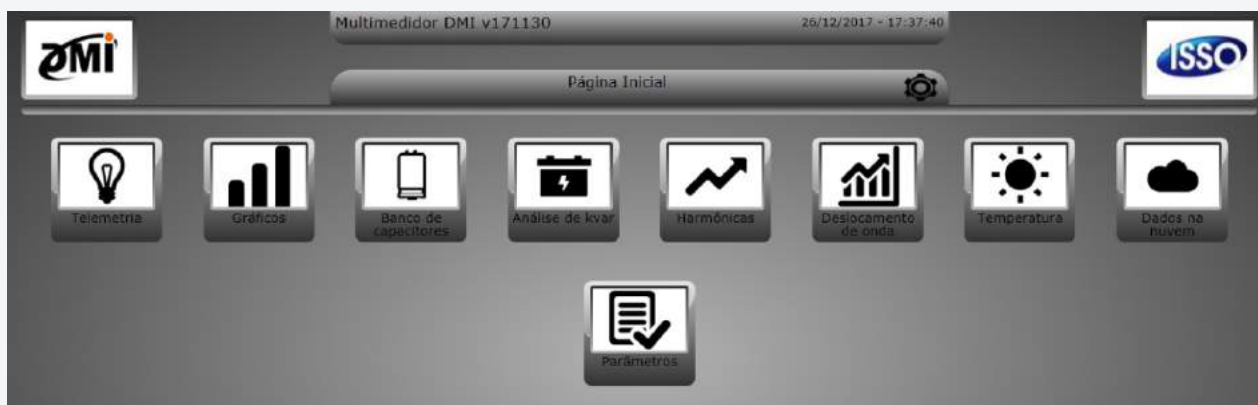 DMI
Multimedidor DMI v171130
26/12/2017 - 17:37:40
ISSO
Página Inicial
Telemetria
Gráficos
Banco de
capacitores
Análise de kvar
Harmônicas
Deslocamento
de onda
Temperatura
Dados na
nuvem
Parâmetros